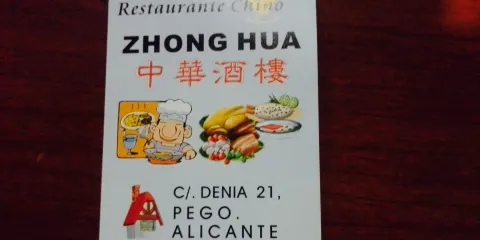 Restaurante Chino
ZHONG HUA
中華酒樓
C/. DENIA 21,
PEGO.
ALICANTE